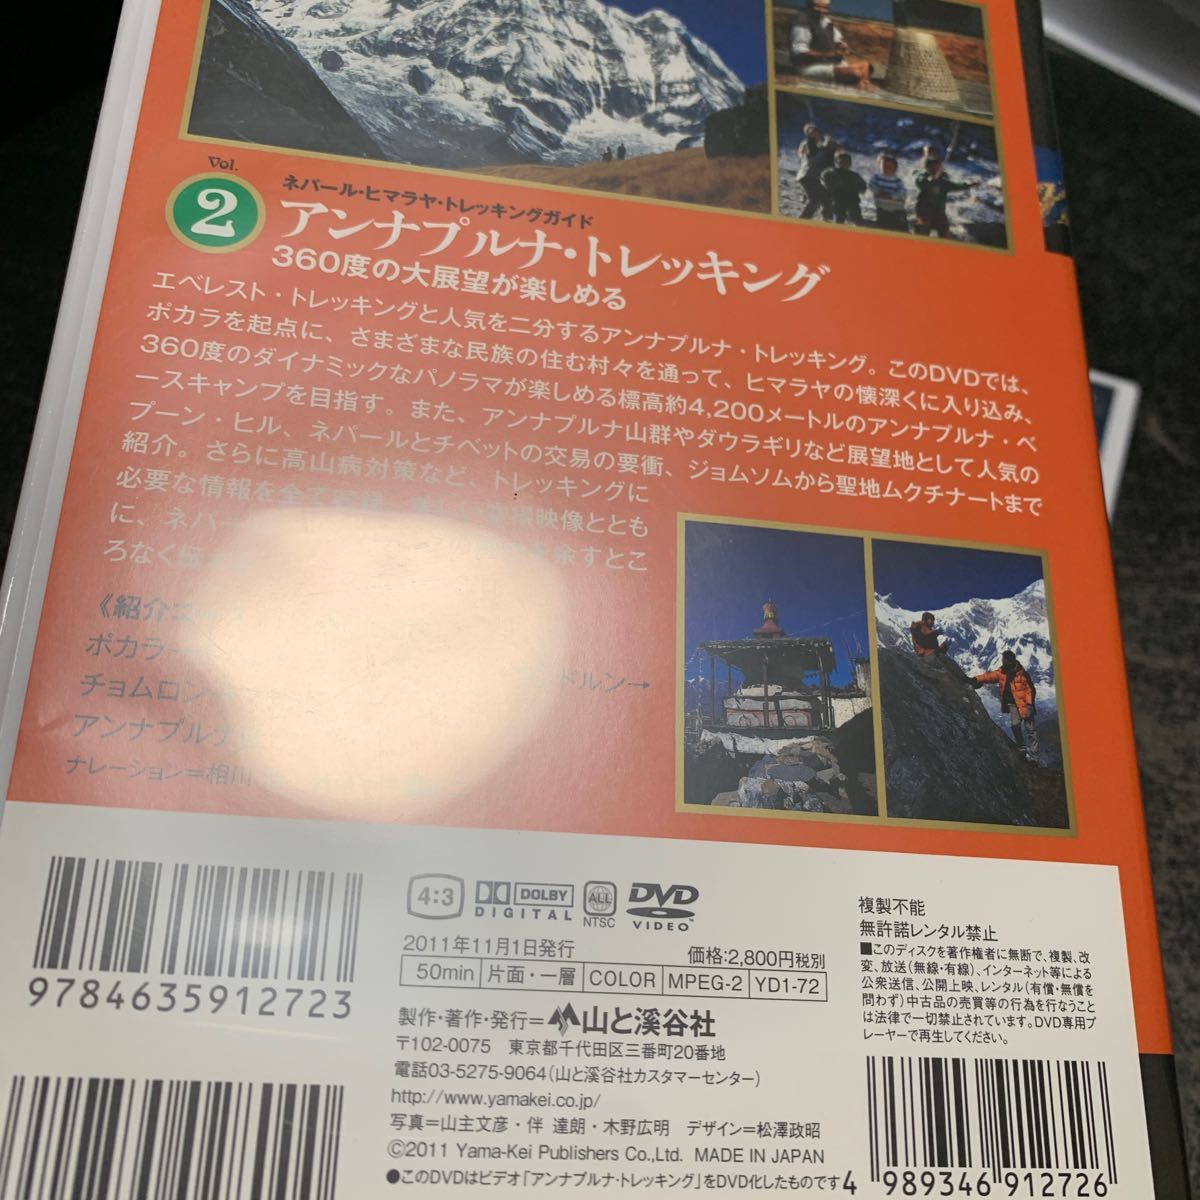 Vol.
2
ネパール・ヒマラヤ・トレッキングガイド
アンナプルナ・トレッキング
360度の大展望が楽しめる
エベレスト・トレッキングと人気を二分するアンナプルナ・トレッキング。このDVDでは、
ポカラを起点に、さまざまな民族の住む村々を通って、ヒマラヤの懐深くに入り込み、
360度のダイナミックなパノラマが楽しめる標高約4,200メートルのアンナプルナ・ベ
ースキャンプを目指す。また、アンナプルナ山群やダウラギリなど展望地として人気の
プーン・ヒル、ネパールとチベットの交易の要衝、ジョムソムから聖地ムクチナートまで
紹介。さらに高山病対策など、トレッキングに
必要な情報を全て 映像ととも
に、ネパー 余すとこ
ろなく伝
《紹介
ポカラ ドルン→
チョムロン
アンナプルナ
ナレーション=相川
9784635912723
4:3
DOLBY
DIGITAL
ALL
NTSC
DVD
VIDEO
2011年11月1日発行
価格:2,800円税別
50min 片面・一層 COLOR MPEG-2 YD1-72
製作・著作・発行=山と溪谷社
〒102-0075 東京都千代田区三番町20番地
電話03-5275-9064(山と溪谷社カスタマーセンター)
http://www.yamakei.co.jp/
写真=山主文彦・伴 達朗・木野広明 デザイン=松澤政昭
©2011 Yama-Kei Publishers Co.,Ltd. MADE IN JAPAN
●このDVDはビデオ「アンナプルナ・トレッキング」をDVD化したものです
複製不能
無許諾レンタル禁止
■このディスクを著作権者に無断で、複製、改
変、放送(無線・有線)、インターネット等による
公衆送信、公開上映、レンタル(有償・無償を
問わず)中古品の売買等の行為を行なうこと
は法律で一切禁止されています。DVD専用プ
レーヤーで再生してください。
4 989346 912726